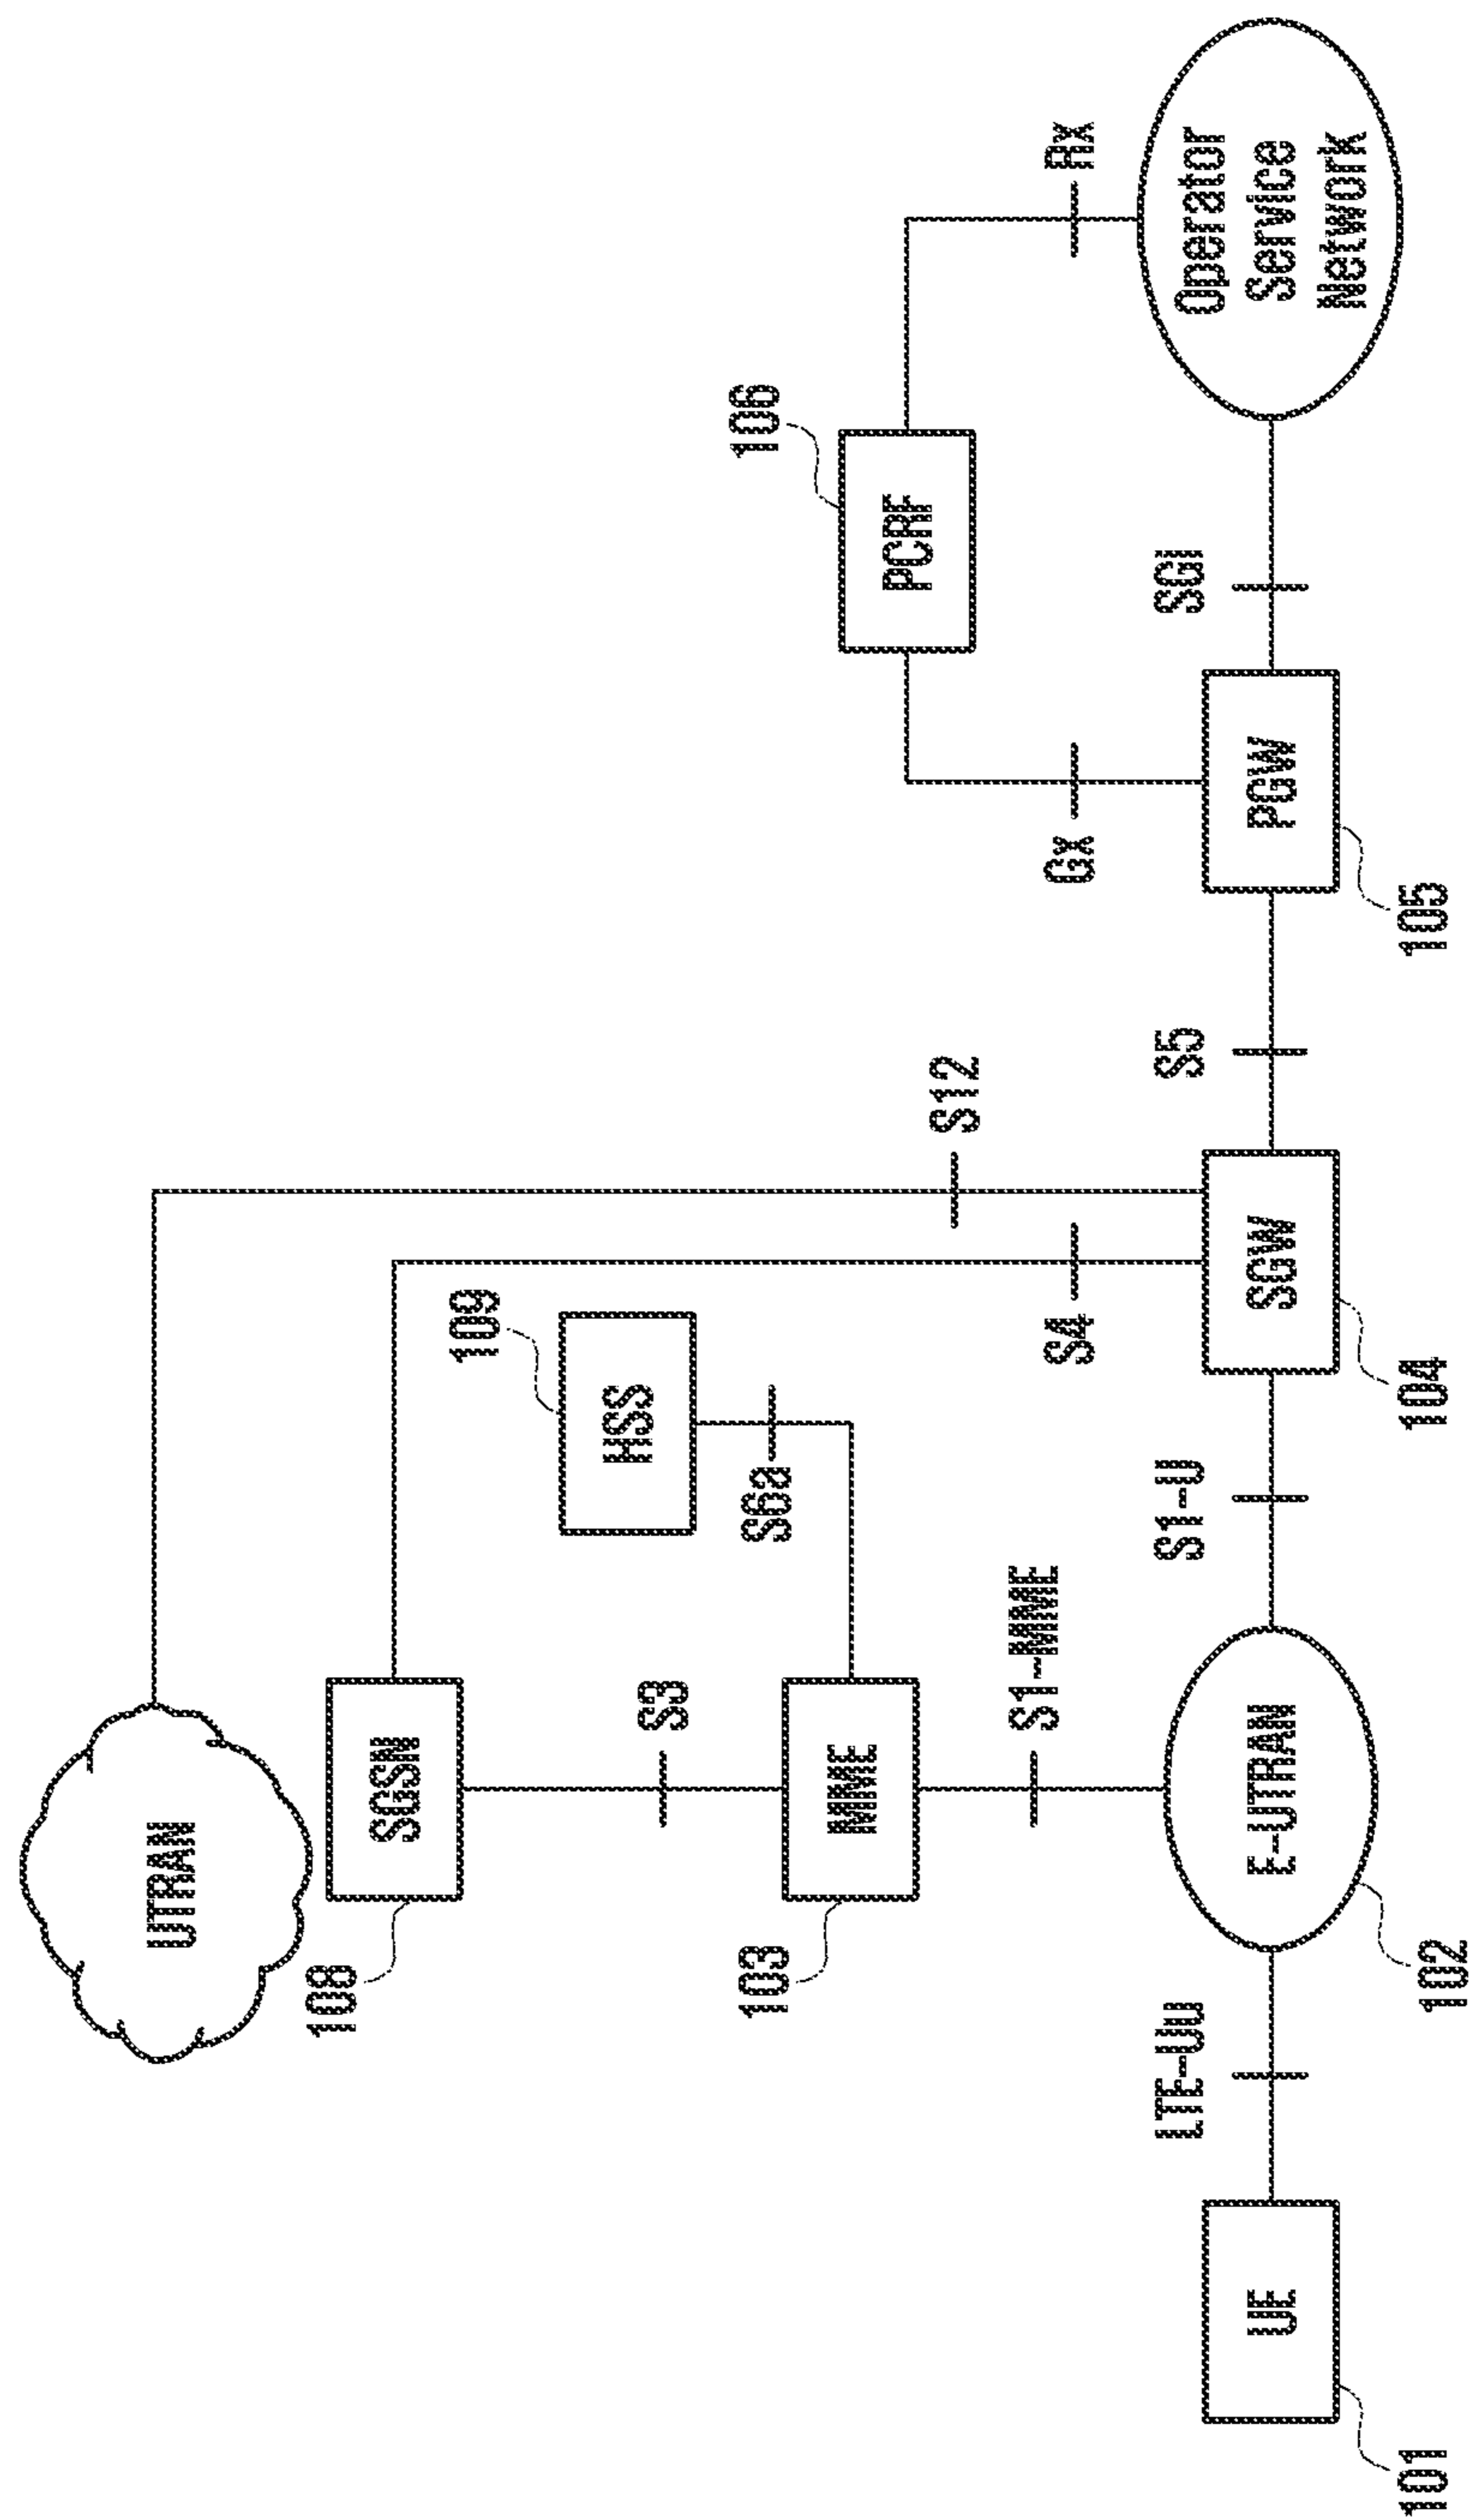 UTRAN
108
SGSN
109
HSS
S3
S6a
103
MME
106
PCRF
S12
S1-MME
S4
Gx
Rx
LTE-Uu
S1-U
S5
SGi
UE
E-UTRAN
SGW
PGW
Operator
Service
Network
101
102
104
105